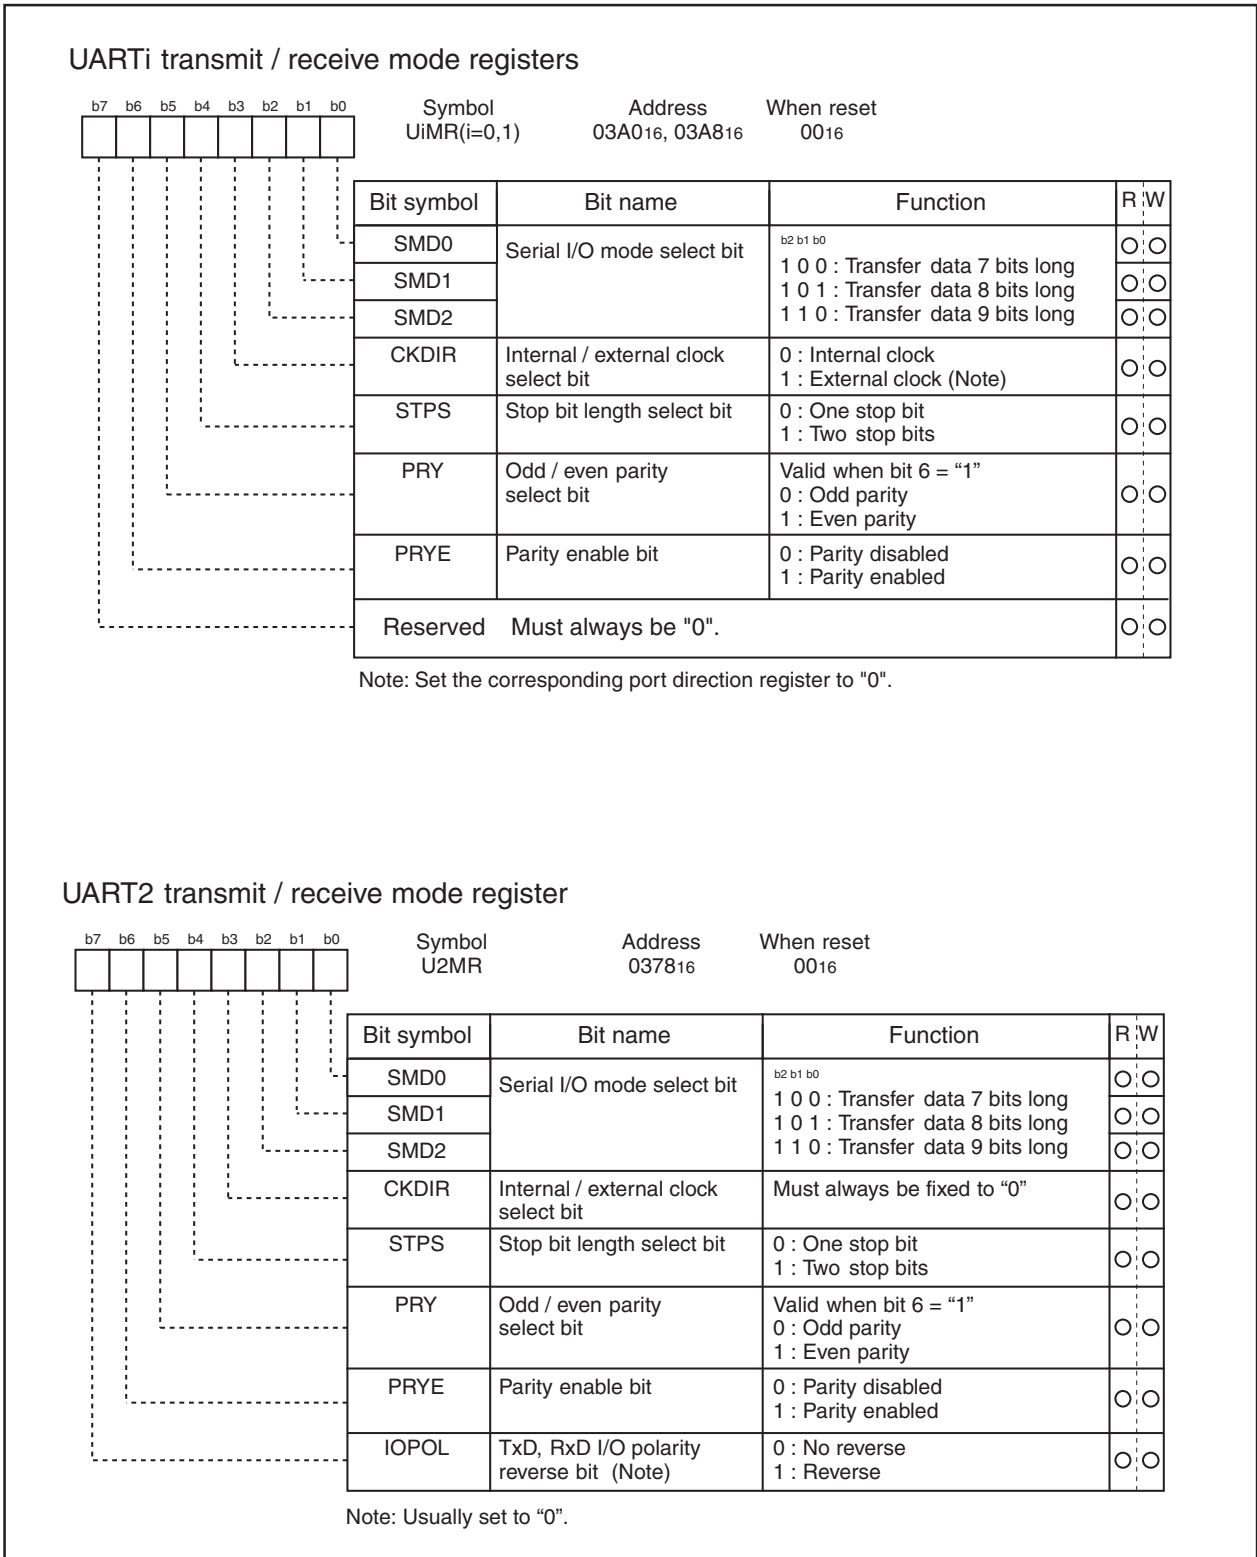 UARTi transmit / receive mode registers
b7 b6 b5 b4 b3 b2 b1 b0
Symbol Address When reset
UiMR(i=0,1) 03A016, 03A816 0016
Bit symbol Bit name Function R W
SMD0 Serial I/O mode select bit b2 b1 b0
1 0 0 : Transfer data 7 bits long
SMD1 1 0 1 : Transfer data 8 bits long
SMD2 1 1 0 : Transfer data 9 bits long
CKDIR Internal / external clock 0 : Internal clock
select bit 1 : External clock (Note)
STPS Stop bit length select bit 0 : One stop bit
1 : Two stop bits
PRY Odd / even parity Valid when bit 6 = “1”
select bit 0 : Odd parity
1 : Even parity
PRYE Parity enable bit 0 : Parity disabled
1 : Parity enabled
Reserved Must always be "0".
Note: Set the corresponding port direction register to "0".
UART2 transmit / receive mode register
b7 b6 b5 b4 b3 b2 b1 b0
Symbol Address When reset
U2MR 037816 0016
Bit symbol Bit name Function R W
SMD0 Serial I/O mode select bit b2 b1 b0
1 0 0 : Transfer data 7 bits long
SMD1 1 0 1 : Transfer data 8 bits long
SMD2 1 1 0 : Transfer data 9 bits long
CKDIR Internal / external clock Must always be fixed to “0”
select bit
STPS Stop bit length select bit 0 : One stop bit
1 : Two stop bits
PRY Odd / even parity Valid when bit 6 = “1”
select bit 0 : Odd parity
1 : Even parity
PRYE Parity enable bit 0 : Parity disabled
1 : Parity enabled
IOPOL TxD, RxD I/O polarity 0 : No reverse
reverse bit (Note) 1 : Reverse
Note: Usually set to “0”.